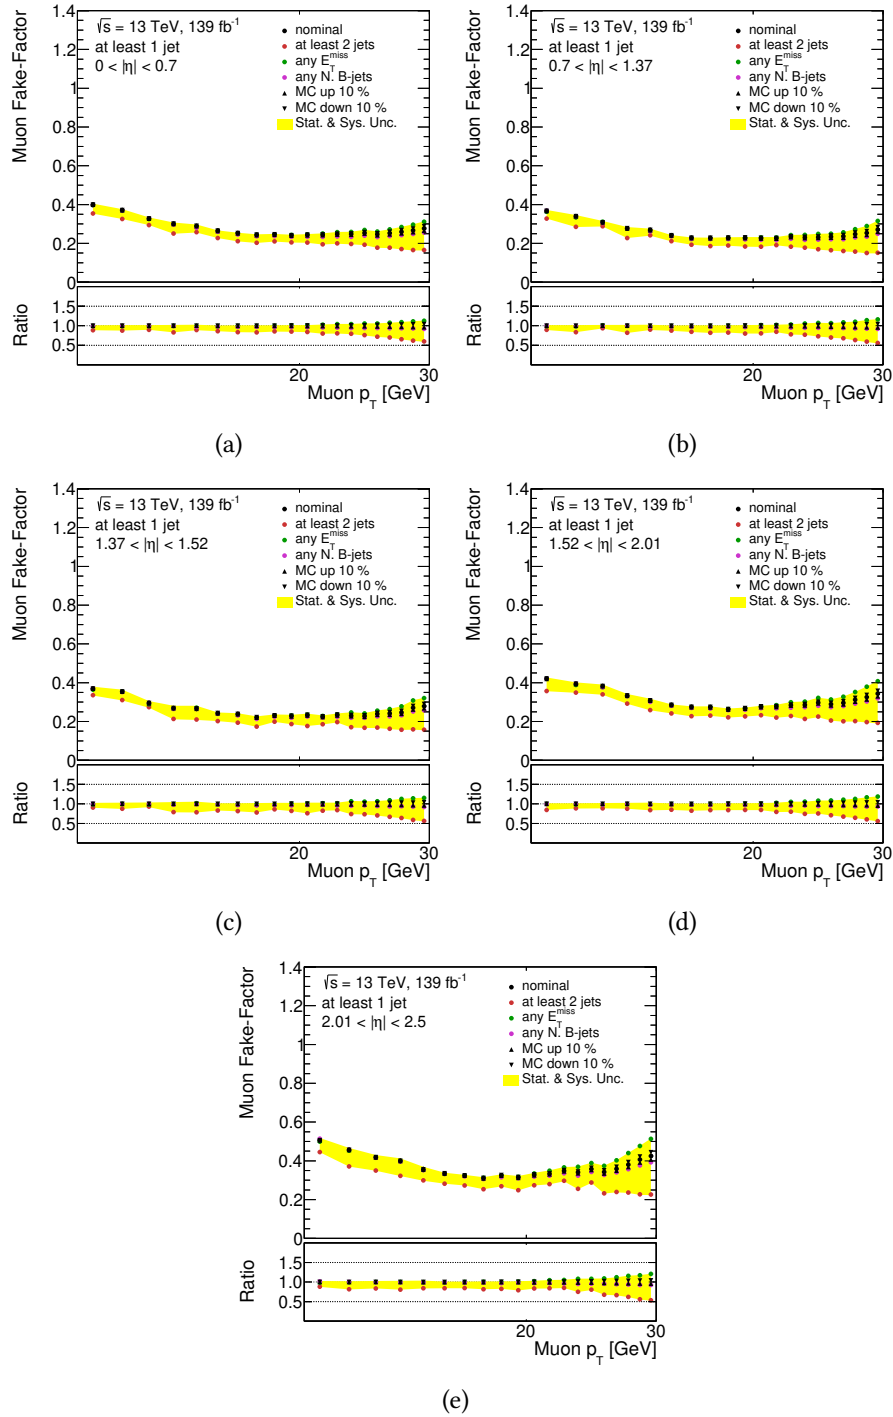 √s = 13 TeV, 139 fb⁻¹
at least 1 jet
0 < |η| < 0.7
nominal
at least 2 jets
any E_T^miss
any N. B-jets
MC up 10 %
MC down 10 %
Stat. & Sys. Unc.
Muon Fake-Factor
1.4
1.2
1
0.8
0.6
0.4
0.2
0
Ratio
1.5
1.0
0.5
20
30
Muon p_T [GeV]
(a)
√s = 13 TeV, 139 fb⁻¹
at least 1 jet
0.7 < |η| < 1.37
nominal
at least 2 jets
any E_T^miss
any N. B-jets
MC up 10 %
MC down 10 %
Stat. & Sys. Unc.
Muon Fake-Factor
1.4
1.2
1
0.8
0.6
0.4
0.2
0
Ratio
1.5
1.0
0.5
20
30
Muon p_T [GeV]
(b)
√s = 13 TeV, 139 fb⁻¹
at least 1 jet
1.37 < |η| < 1.52
nominal
at least 2 jets
any E_T^miss
any N. B-jets
MC up 10 %
MC down 10 %
Stat. & Sys. Unc.
Muon Fake-Factor
1.4
1.2
1
0.8
0.6
0.4
0.2
0
Ratio
1.5
1.0
0.5
20
30
Muon p_T [GeV]
(c)
√s = 13 TeV, 139 fb⁻¹
at least 1 jet
1.52 < |η| < 2.01
nominal
at least 2 jets
any E_T^miss
any N. B-jets
MC up 10 %
MC down 10 %
Stat. & Sys. Unc.
Muon Fake-Factor
1.4
1.2
1
0.8
0.6
0.4
0.2
0
Ratio
1.5
1.0
0.5
20
30
Muon p_T [GeV]
(d)
√s = 13 TeV, 139 fb⁻¹
at least 1 jet
2.01 < |η| < 2.5
nominal
at least 2 jets
any E_T^miss
any N. B-jets
MC up 10 %
MC down 10 %
Stat. & Sys. Unc.
Muon Fake-Factor
1.4
1.2
1
0.8
0.6
0.4
0.2
0
Ratio
1.5
1.0
0.5
20
30
Muon p_T [GeV]
(e)